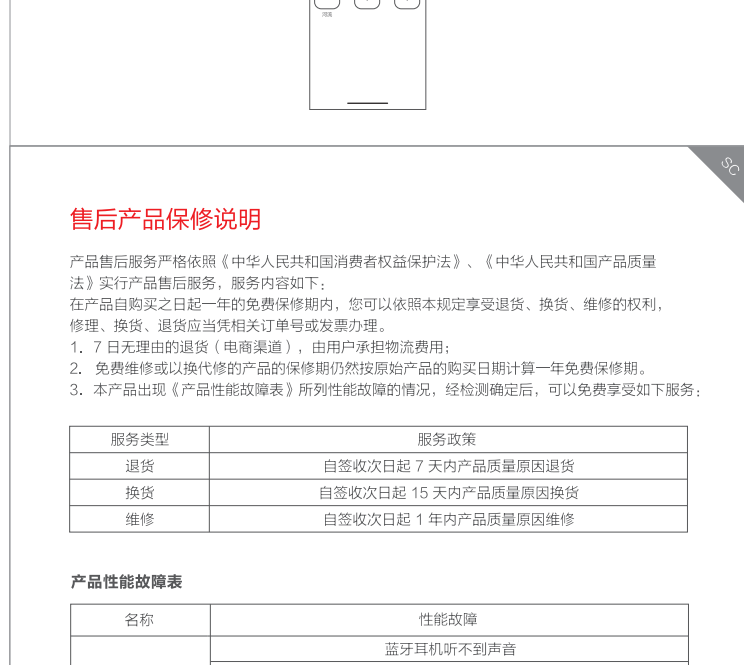 SC
售后产品保修说明
产品售后服务严格依照《中华人民共和国消费者权益保护法》、《中华人民共和国产品质量
法》实行产品售后服务，服务内容如下：
在产品自购买之日起一年的免费保修期内，您可以依照本规定享受退货、换货、维修的权利，
修理、换货、退货应当凭相关订单号或发票办理。
1. 7 日无理由的退货（电商渠道），由用户承担物流费用；
2. 免费维修或以换代修的产品的保修期仍然按原始产品的购买日期计算一年免费保修期。
3. 本产品出现《产品性能故障表》所列性能故障的情况，经检测确定后，可以免费享受如下服务：
服务类型 服务政策
退货 自签收次日起 7 天内产品质量原因退货
换货 自签收次日起 15 天内产品质量原因换货
维修 自签收次日起 1 年内产品质量原因维修
产品性能故障表
名称 性能故障
蓝牙耳机听不到声音